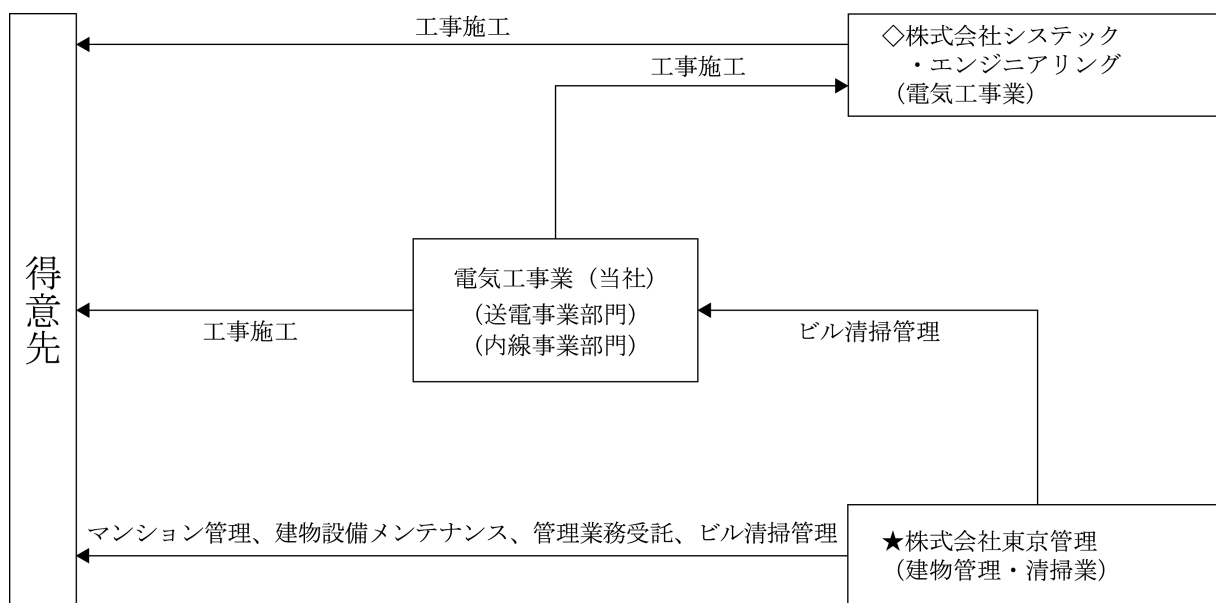 工事施工
◇株式会社システック
・エンジニアリング
(電気工事業)
工事施工
得意先
電気工事業（当社）
(送電事業部門)
(内線事業部門)
工事施工
ビル清掃管理
マンション管理、建物設備メンテナンス、管理業務受託、ビル清掃管理
★株式会社東京管理
(建物管理・清掃業)